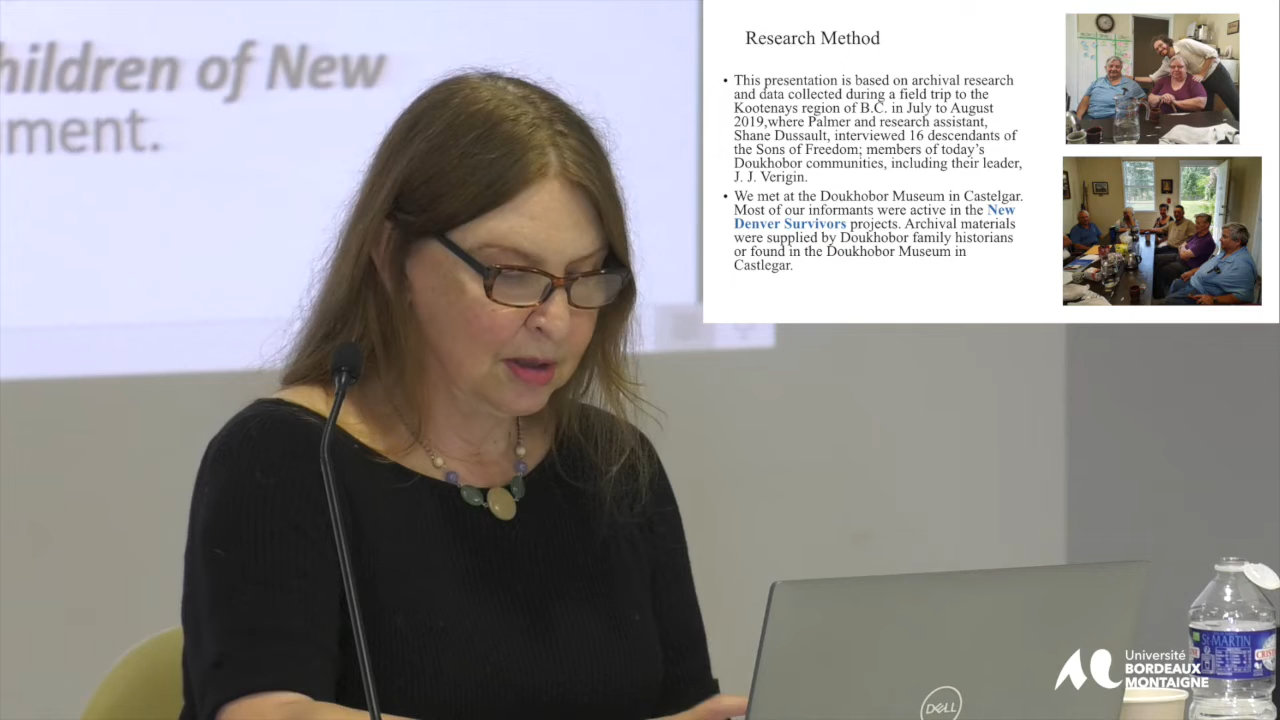 hildren of New
ment.
Research Method
• This presentation is based on archival research
and data collected during a field trip to the
Kootenays region of B.C. in July to August
2019,where Palmer and research assistant,
Shane Dussault, interviewed 16 descendants of
the Sons of Freedom; members of today's
Doukhobor communities, including their leader,
J. J. Verigin.
• We met at the Doukhobor Museum in Castelgar.
Most of our informants were active in the New
Denver Survivors projects. Archival materials
were supplied by Doukhobor family historians
or found in the Doukhobor Museum in
Castlegar.
DELL
St MARTIN
Université
BORDEAUX
MONTAIGNE